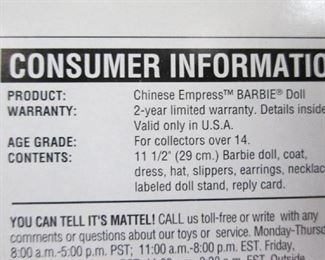 CONSUMER INFORMATIO
PRODUCT: Chinese Empress™ BARBIE® Doll
WARRANTY: 2-year limited warranty. Details inside
Valid only in U.S.A.
AGE GRADE: For collectors over 14.
CONTENTS: 11 1/2" (29 cm.) Barbie doll, coat,
dress, hat, slippers, earrings, necklac
labeled doll stand, reply card.
YOU CAN TELL IT'S MATTEL! CALL us toll-free or write with any
comments or questions about our toys or service. Monday-Thursd
8:00 a.m.-5:00 p.m. PST; 11:00 a.m.-8:00 p.m. EST. Friday,
EST. Outside